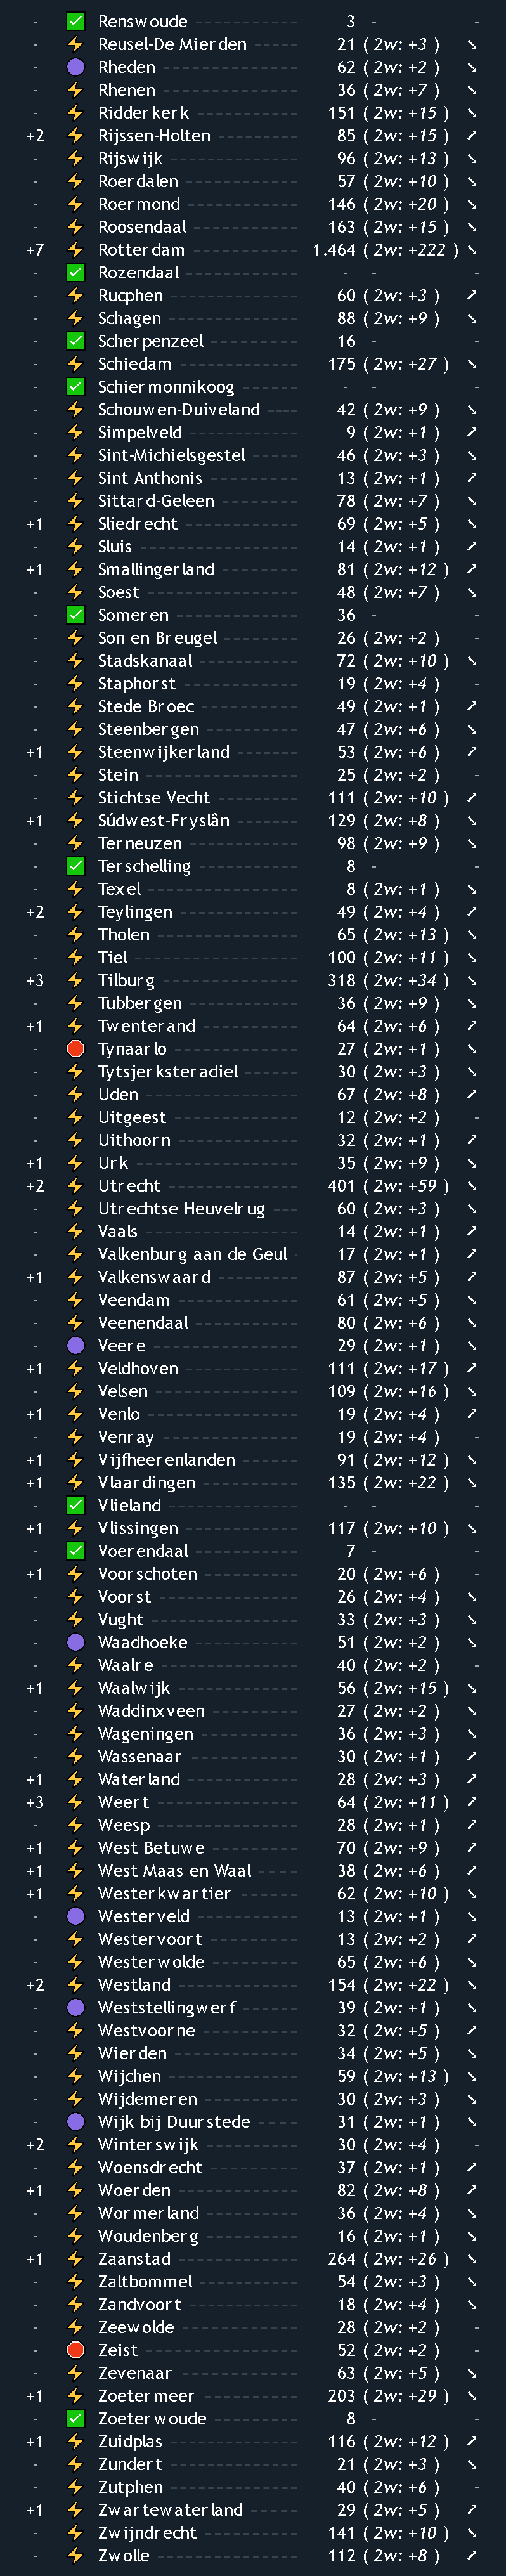 - ✅ Renswoude 3 - -
- ⚡ Reusel-De Mierden 21 ( 2w: +3 ) ➘
- 🟣 Rheden 62 ( 2w: +2 ) ➘
- ⚡ Rhenen 36 ( 2w: +7 ) ➘
- ⚡ Ridderkerk 151 ( 2w: +15 ) ➘
+2 ⚡ Rijssen-Holten 85 ( 2w: +15 ) ➚
- ⚡ Rijswijk 96 ( 2w: +13 ) ➘
- ⚡ Roerdalen 57 ( 2w: +10 ) ➘
- ⚡ Roermond 146 ( 2w: +20 ) ➘
- ⚡ Roosendaal 163 ( 2w: +15 ) ➘
+7 ⚡ Rotterdam 1.464 ( 2w: +222 ) ➘
- ✅ Rozendaal - - -
- ⚡ Rucphen 60 ( 2w: +3 ) ➚
- ⚡ Schagen 88 ( 2w: +9 ) ➘
- ✅ Scherpenzeel 16 - -
- ⚡ Schiedam 175 ( 2w: +27 ) ➘
- ✅ Schiermonnikoog - - -
- ⚡ Schouwen-Duiveland 42 ( 2w: +9 ) ➘
- ⚡ Simpelveld 9 ( 2w: +1 ) ➚
- ⚡ Sint-Michielsgestel 46 ( 2w: +3 ) ➘
- ⚡ Sint Anthonis 13 ( 2w: +1 ) ➚
- ⚡ Sittard-Geleen 78 ( 2w: +7 ) ➘
+1 ⚡ Sliedrecht 69 ( 2w: +5 ) ➘
- ⚡ Sluis 14 ( 2w: +1 ) ➚
+1 ⚡ Smallingerland 81 ( 2w: +12 ) ➚
- ⚡ Soest 48 ( 2w: +7 ) ➘
- ✅ Someren 36 - -
- ⚡ Son en Breugel 26 ( 2w: +2 ) -
- ⚡ Stadskanaal 72 ( 2w: +10 ) ➘
- ⚡ Staphorst 19 ( 2w: +4 ) -
- ⚡ Stede Broec 49 ( 2w: +1 ) ➚
- ⚡ Steenbergen 47 ( 2w: +6 ) ➘
+1 ⚡ Steenwijkerland 53 ( 2w: +6 ) ➚
- ⚡ Stein 25 ( 2w: +2 ) -
- ⚡ Stichtse Vecht 111 ( 2w: +10 ) ➚
+1 ⚡ Súdwest-Fryslân 129 ( 2w: +8 ) ➘
- ⚡ Terneuzen 98 ( 2w: +9 ) ➘
- ✅ Terschelling 8 - -
- ⚡ Texel 8 ( 2w: +1 ) ➘
+2 ⚡ Teylingen 49 ( 2w: +4 ) ➚
- ⚡ Tholen 65 ( 2w: +13 ) ➘
- ⚡ Tiel 100 ( 2w: +11 ) ➘
+3 ⚡ Tilburg 318 ( 2w: +34 ) ➘
- ⚡ Tubbergen 36 ( 2w: +9 ) ➘
+1 ⚡ Twenterand 64 ( 2w: +6 ) ➚
- 🛑 Tynaarlo 27 ( 2w: +1 ) ➘
- ⚡ Tytsjerksteradiel 30 ( 2w: +3 ) ➘
- ⚡ Uden 67 ( 2w: +8 ) ➚
- ⚡ Uitgeest 12 ( 2w: +2 ) -
- ⚡ Uithoorn 32 ( 2w: +1 ) ➚
+1 ⚡ Urk 35 ( 2w: +9 ) ➘
+2 ⚡ Utrecht 401 ( 2w: +59 ) ➘
- ⚡ Utrechtse Heuvelrug 60 ( 2w: +3 ) ➘
- ⚡ Vaals 14 ( 2w: +1 ) ➚
- ⚡ Valkenburg aan de Geul 17 ( 2w: +1 ) ➚
+1 ⚡ Valkenswaard 87 ( 2w: +5 ) ➚
- ⚡ Veendam 61 ( 2w: +5 ) ➘
- ⚡ Veenendaal 80 ( 2w: +6 ) ➘
- 🟣 Veere 29 ( 2w: +1 ) ➘
+1 ⚡ Veldhoven 111 ( 2w: +17 ) ➚
- ⚡ Velsen 109 ( 2w: +16 ) ➘
+1 ⚡ Venlo 19 ( 2w: +4 ) ➚
- ⚡ Venray 19 ( 2w: +4 ) -
+1 ⚡ Vijfheerenlanden 91 ( 2w: +12 ) ➘
+1 ⚡ Vlaardingen 135 ( 2w: +22 ) ➘
- ✅ Vlieland - - -
+1 ⚡ Vlissingen 117 ( 2w: +10 ) ➘
- ✅ Voerendaal 7 - -
+1 ⚡ Voorschoten 20 ( 2w: +6 ) -
- ⚡ Voorst 26 ( 2w: +4 ) ➘
- ⚡ Vught 33 ( 2w: +3 ) ➘
- 🟣 Waadhoeke 51 ( 2w: +2 ) ➘
- ⚡ Waalre 40 ( 2w: +2 ) -
+1 ⚡ Waalwijk 56 ( 2w: +15 ) ➘
- ⚡ Waddinxveen 27 ( 2w: +2 ) ➘
- ⚡ Wageningen 36 ( 2w: +3 ) ➘
- ⚡ Wassenaar 30 ( 2w: +1 ) ➚
+1 ⚡ Waterland 28 ( 2w: +3 ) ➚
+3 ⚡ Weert 64 ( 2w: +11 ) ➚
- ⚡ Weesp 28 ( 2w: +1 ) ➚
+1 ⚡ West Betuwe 70 ( 2w: +9 ) ➚
+1 ⚡ West Maas en Waal 38 ( 2w: +6 ) ➚
+1 ⚡ Westerkwartier 62 ( 2w: +10 ) ➘
- 🟣 Westerveld 13 ( 2w: +1 ) ➘
- ⚡ Westervoort 13 ( 2w: +2 ) ➚
- ⚡ Westerwolde 65 ( 2w: +6 ) ➘
+2 ⚡ Westland 154 ( 2w: +22 ) ➘
- 🟣 Weststellingwerf 39 ( 2w: +1 ) ➘
- ⚡ Westvoorne 32 ( 2w: +5 ) ➚
- ⚡ Wierden 34 ( 2w: +5 ) ➘
- ⚡ Wijchen 59 ( 2w: +13 ) ➘
- ⚡ Wijdemeren 30 ( 2w: +3 ) ➘
- 🟣 Wijk bij Duurstede 31 ( 2w: +1 ) ➘
+2 ⚡ Winterswijk 30 ( 2w: +4 ) -
- ⚡ Woensdrecht 37 ( 2w: +1 ) ➚
+1 ⚡ Woerden 82 ( 2w: +8 ) ➚
- ⚡ Wormerland 36 ( 2w: +4 ) ➘
- ⚡ Woudenberg 16 ( 2w: +1 ) ➘
+1 ⚡ Zaanstad 264 ( 2w: +26 ) ➘
- ⚡ Zaltbommel 54 ( 2w: +3 ) ➘
- ⚡ Zandvoort 18 ( 2w: +4 ) ➘
- ⚡ Zeewolde 28 ( 2w: +2 ) -
- 🛑 Zeist 52 ( 2w: +2 ) -
- ⚡ Zevenaar 63 ( 2w: +5 ) ➘
+1 ⚡ Zoetermeer 203 ( 2w: +29 ) ➘
- ✅ Zoeterwoude 8 - -
+1 ⚡ Zuidplas 116 ( 2w: +12 ) ➚
- ⚡ Zundert 21 ( 2w: +3 ) ➘
- ⚡ Zutphen 40 ( 2w: +6 ) -
+1 ⚡ Zwartewaterland 29 ( 2w: +5 ) ➚
- ⚡ Zwijndrecht 141 ( 2w: +10 ) ➘
- ⚡ Zwolle 112 ( 2w: +8 ) ➚